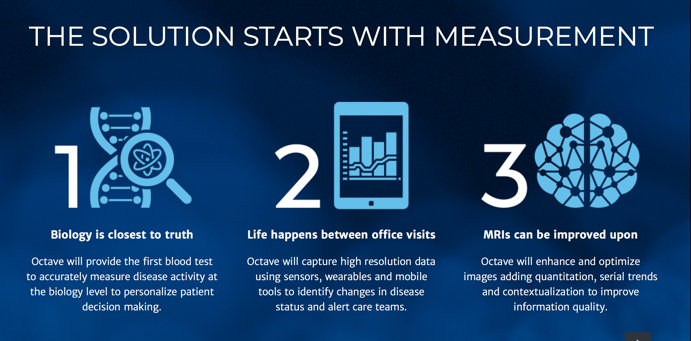 THE SOLUTION STARTS WITH MEASUREMENT
1
Biology is closest to truth
Octave will provide the first blood test
to accurately measure disease activity at
the biology level to personalize patient
decision making.
2
Life happens between office visits
Octave will capture high resolution data
using sensors, wearables and mobile
tools to identify changes in disease
status and alert care teams.
3
MRIs can be improved upon
Octave will enhance and optimize
images adding quantitation, serial trends
and contextualization to improve
information quality.